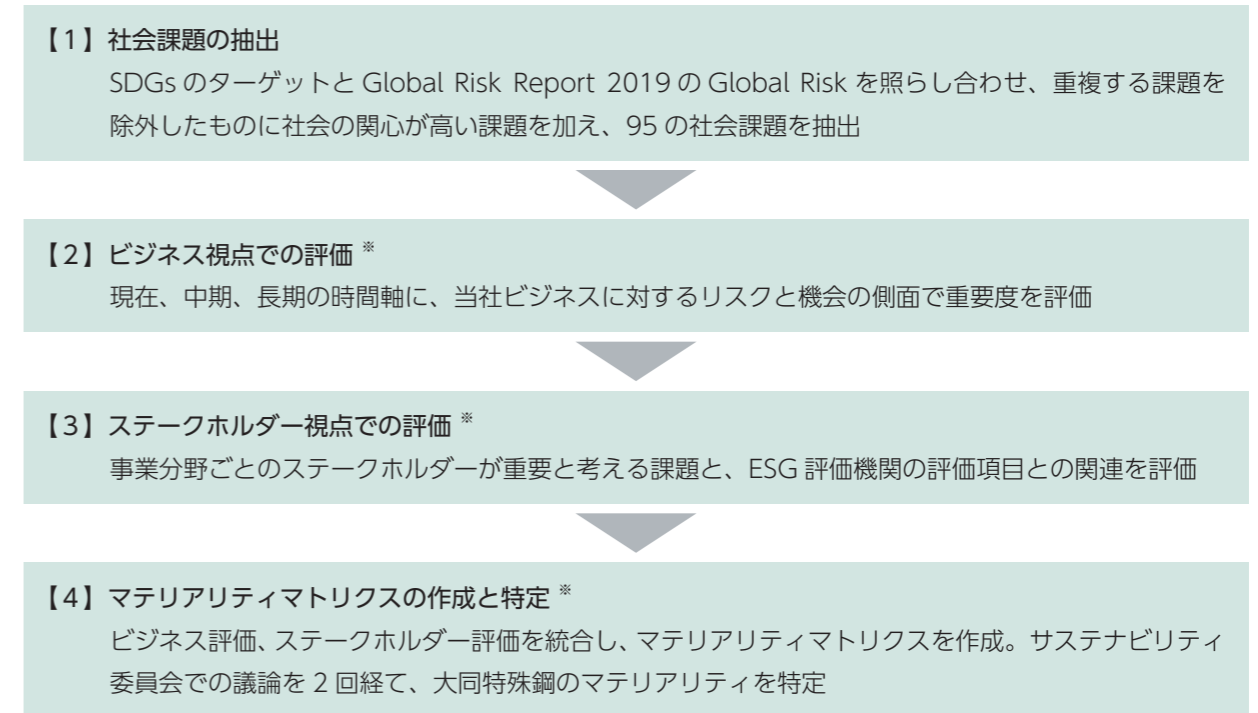 【1】社会課題の抽出
SDGs のターゲットと Global Risk Report 2019 の Global Risk を照らし合わせ、重複する課題を
除外したものに社会の関心が高い課題を加え、95 の社会課題を抽出
【2】ビジネス視点での評価 ※
現在、中期、長期の時間軸に、当社ビジネスに対するリスクと機会の側面で重要度を評価
【3】ステークホルダー視点での評価 ※
事業分野ごとのステークホルダーが重要と考える課題と、ESG 評価機関の評価項目との関連を評価
【4】マテリアリティマトリクスの作成と特定 ※
ビジネス評価、ステークホルダー評価を統合し、マテリアリティマトリクスを作成。サステナビリティ
委員会での議論を 2 回経て、大同特殊鋼のマテリアリティを特定